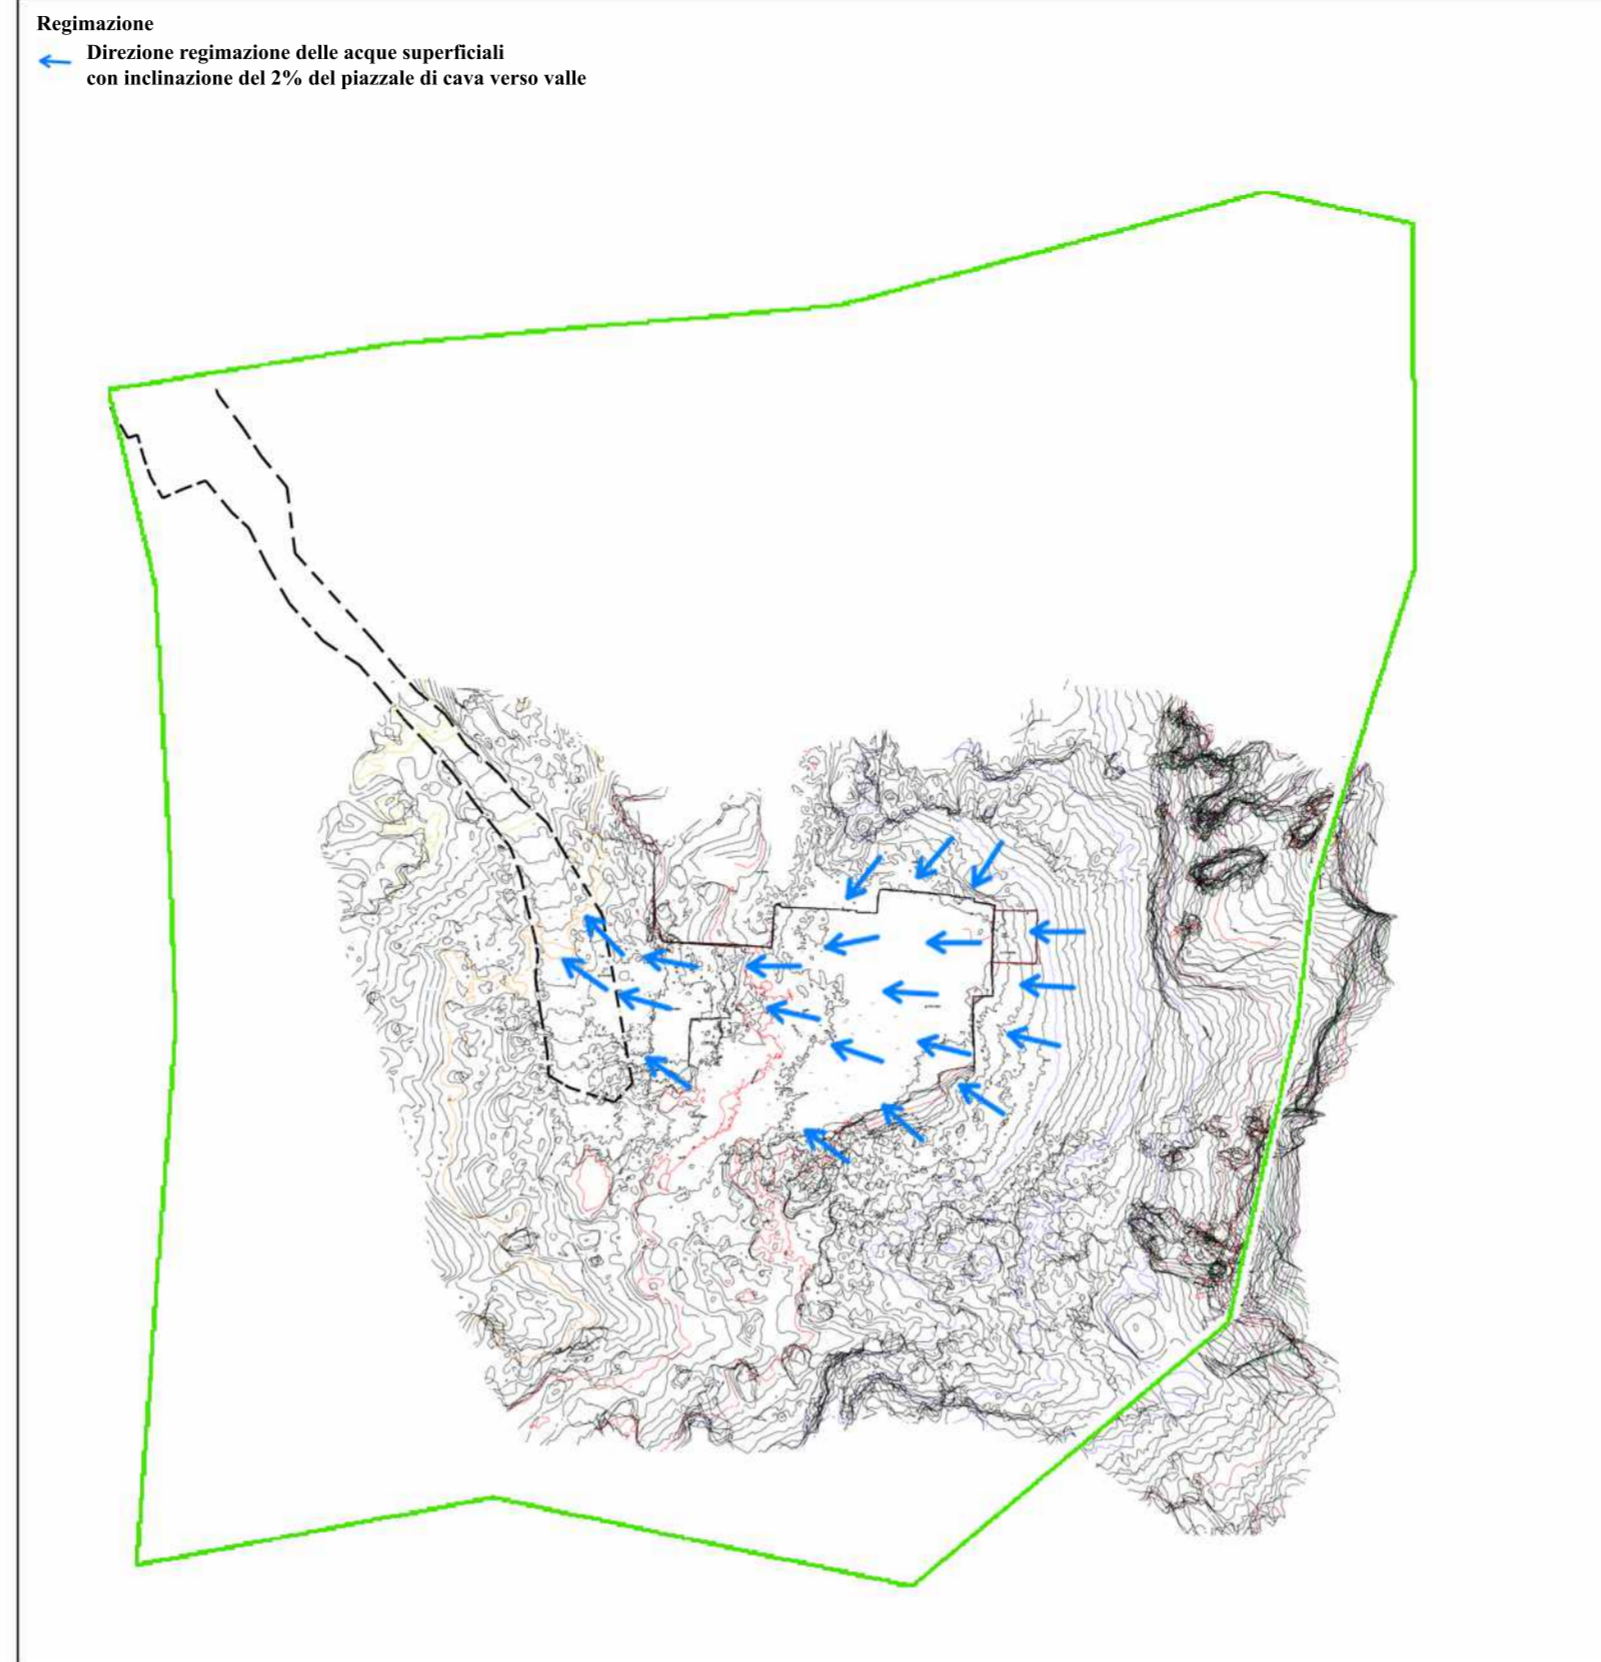 Regimazione
Direzione regimazione delle acque superficiali
con inclinazione del 2% del piazzale di cava verso valle